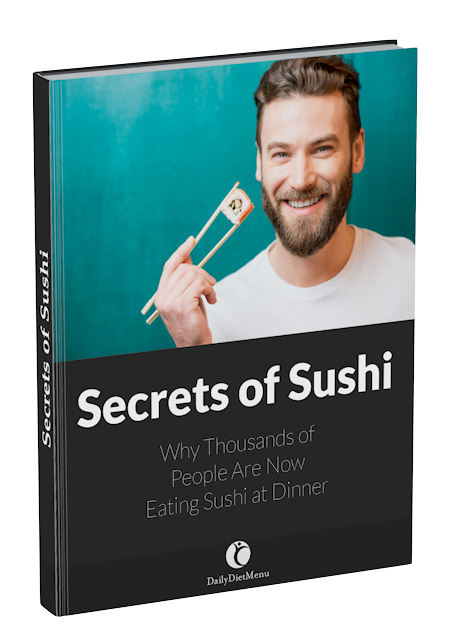 Secrets of Sushi
Secrets of Sushi
Why Thousands of
People Are Now
Eating Sushi at Dinner
DailyDietMenu